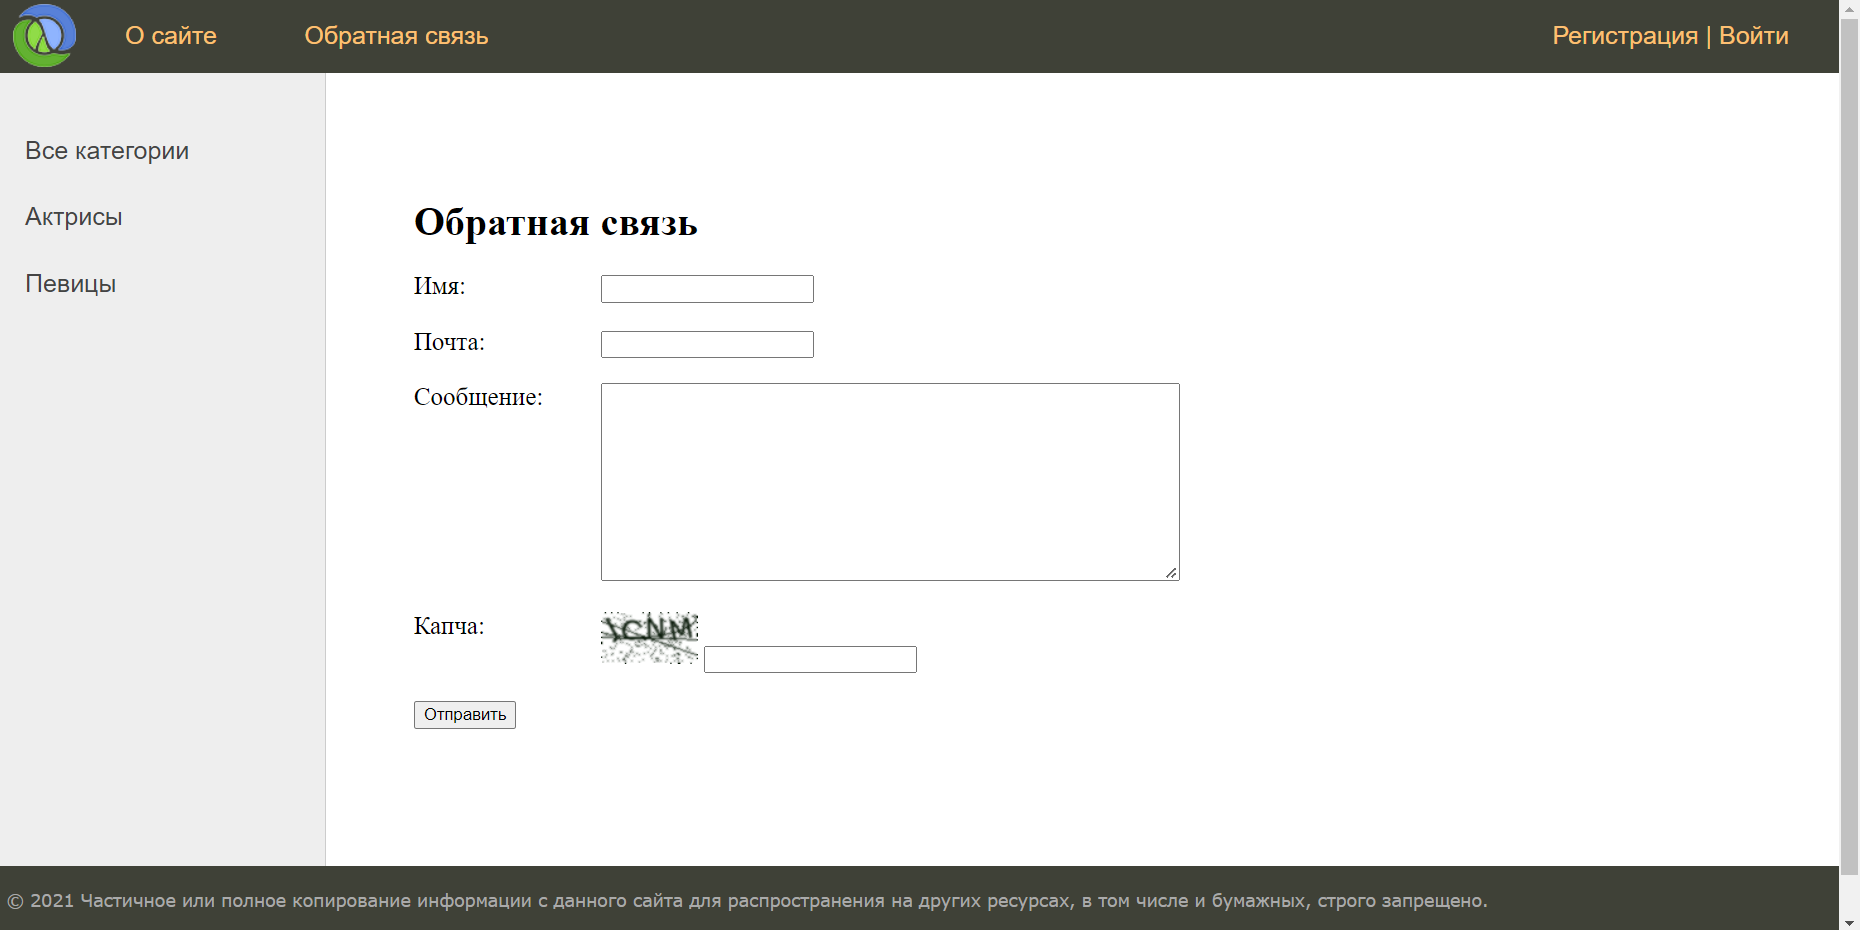 О сайте
Обратная связь
Регистрация | Войти
Все категории
Актрисы
Певицы
Обратная связь
Имя:
Почта:
Сообщение:
Капча:
Отправить
© 2021 Частичное или полное копирование информации с данного сайта для распространения на других ресурсах, в том числе и бумажных, строго запрещено.